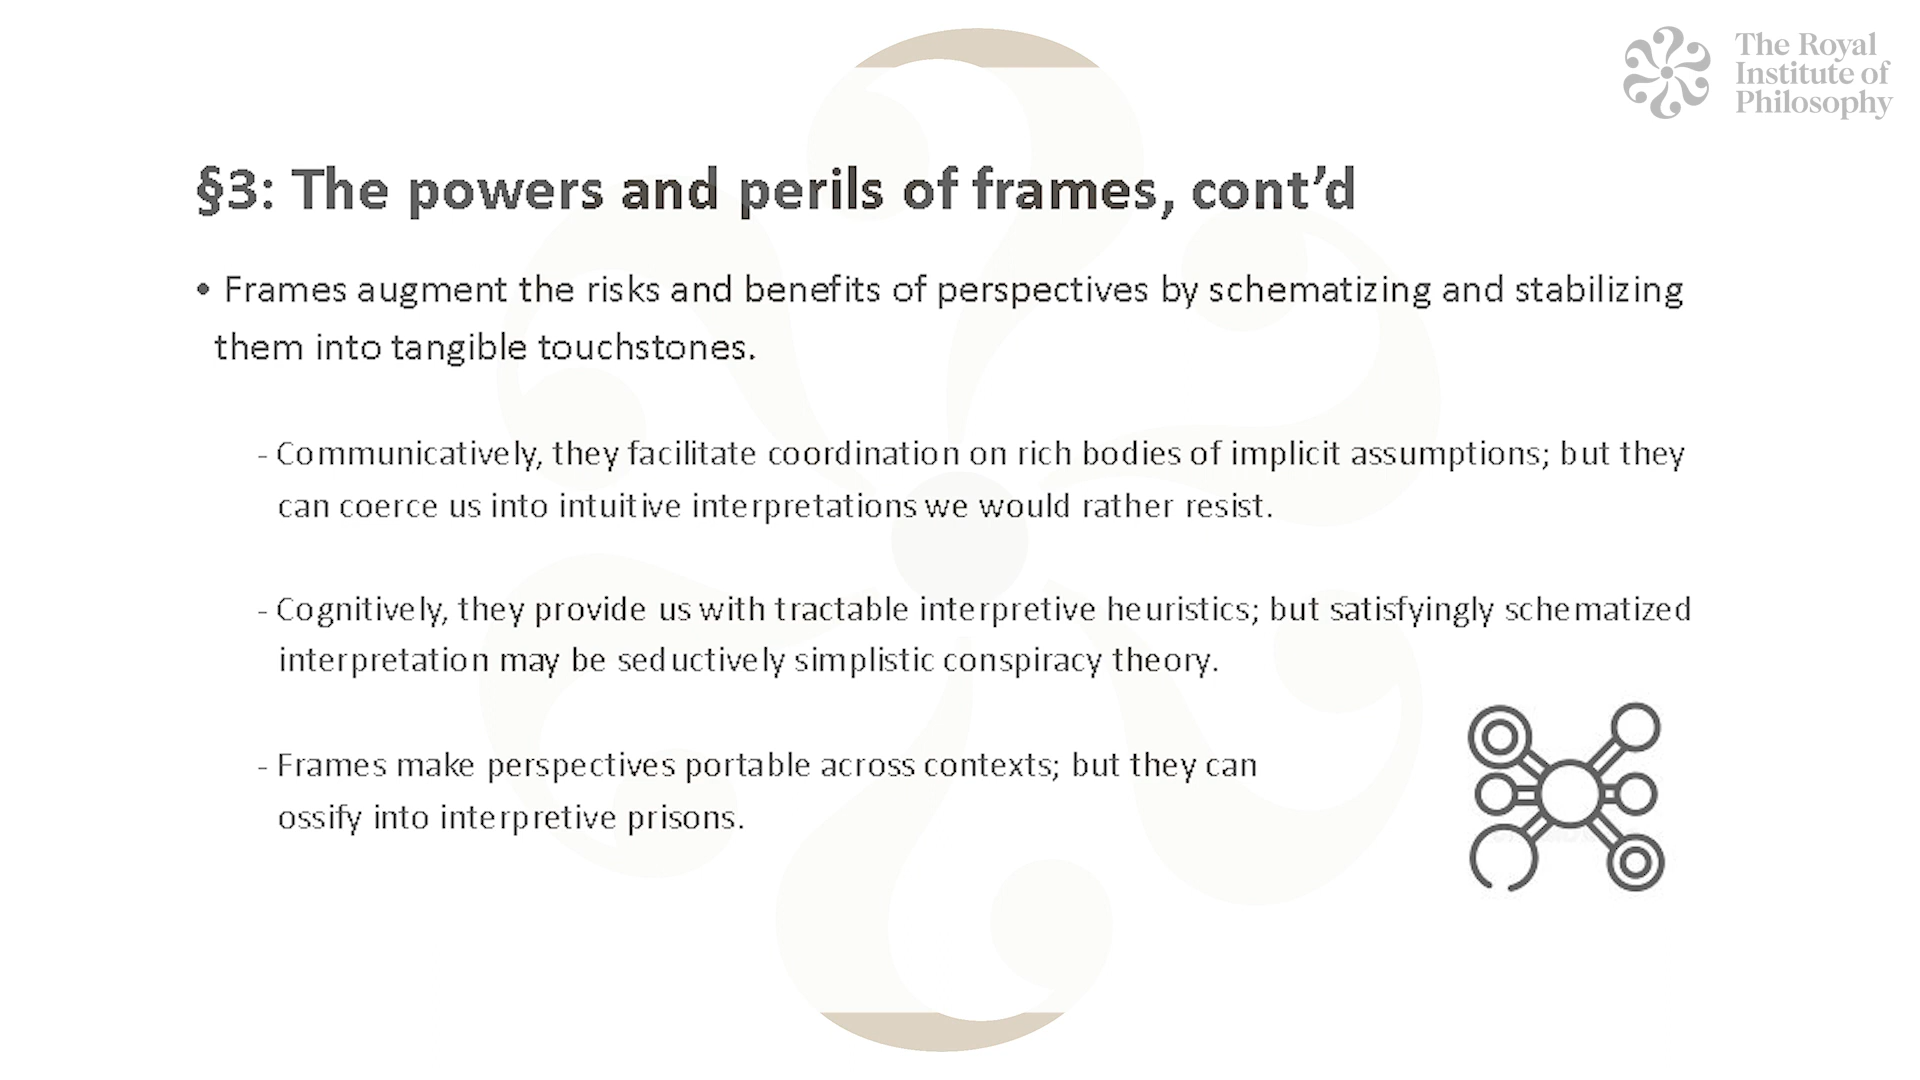 The Royal
Institute of
Philosophy
§3: The powers and perils of frames, cont’d
• Frames augment the risks and benefits of perspectives by schematizing and stabilizing
them into tangible touchstones.
- Communicatively, they facilitate coordination on rich bodies of implicit assumptions; but they
can coerce us into intuitive interpretations we would rather resist.
- Cognitively, they provide us with tractable interpretive heuristics; but satisfyingly schematized
interpretation may be seductively simplistic conspiracy theory.
- Frames make perspectives portable across contexts; but they can
ossify into interpretive prisons.